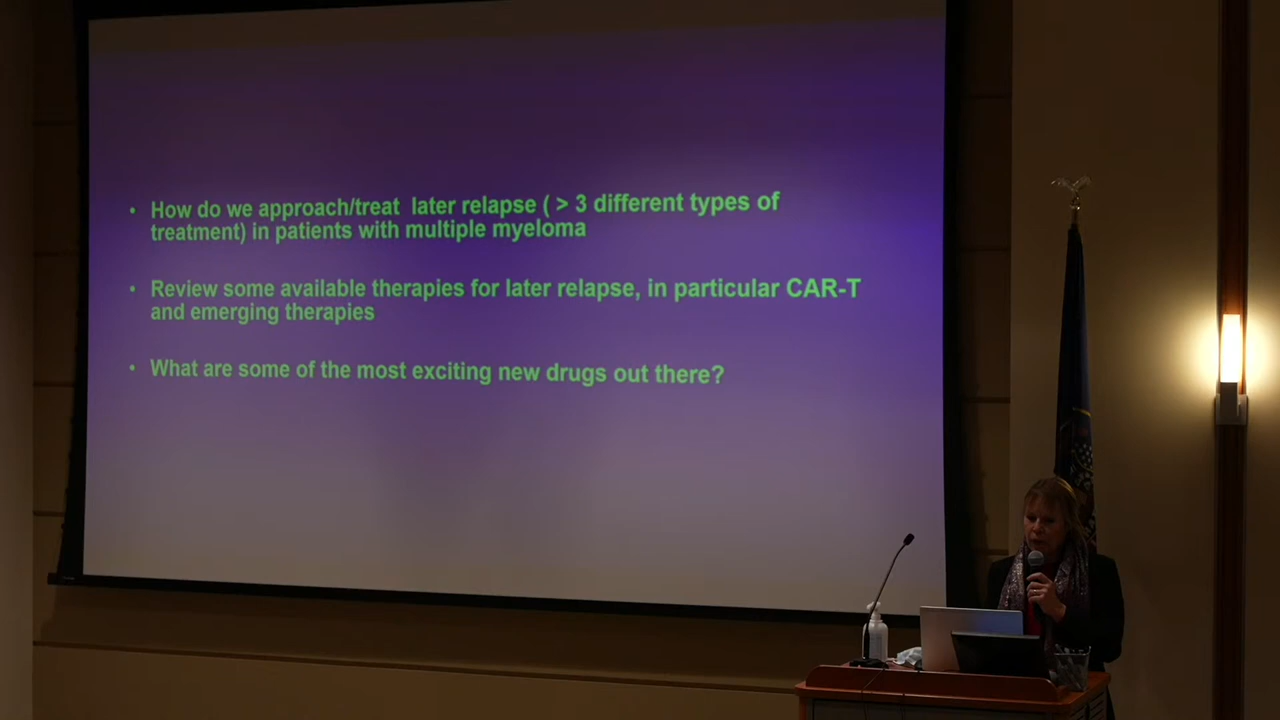 • How do we approach/treat later relapse ( > 3 different types of
treatment) in patients with multiple myeloma
• Review some available therapies for later relapse, in particular CAR-T
and emerging therapies
• What are some of the most exciting new drugs out there?